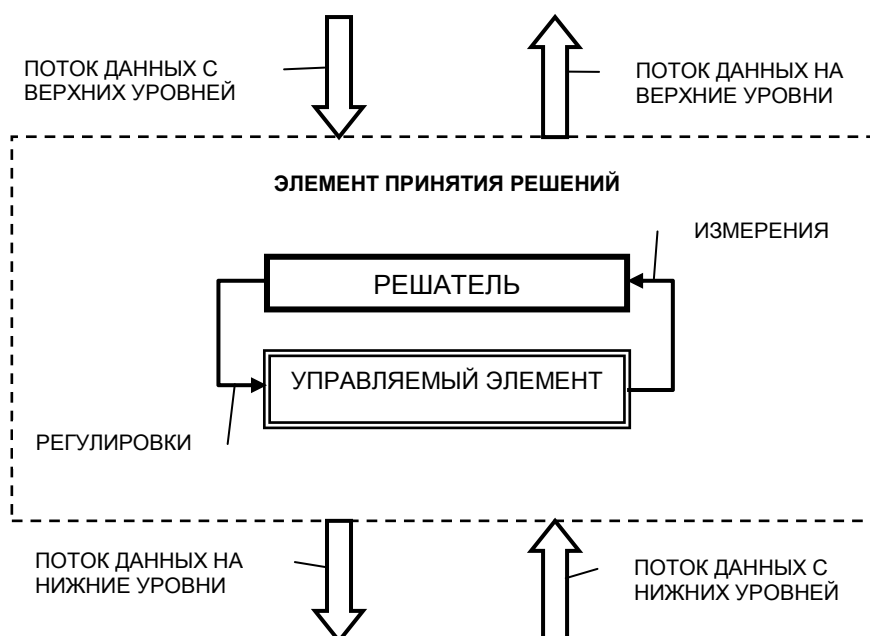 ПОТОК ДАННЫХ С
ВЕРХНИХ УРОВНЕЙ
ПОТОК ДАННЫХ НА
ВЕРХНИЕ УРОВНИ
ЭЛЕМЕНТ ПРИНЯТИЯ РЕШЕНИЙ
ИЗМЕРЕНИЯ
РЕШАТЕЛЬ
УПРАВЛЯЕМЫЙ ЭЛЕМЕНТ
РЕГУЛИРОВКИ
ПОТОК ДАННЫХ НА
НИЖНИЕ УРОВНИ
ПОТОК ДАННЫХ С
НИЖНИХ УРОВНЕЙ